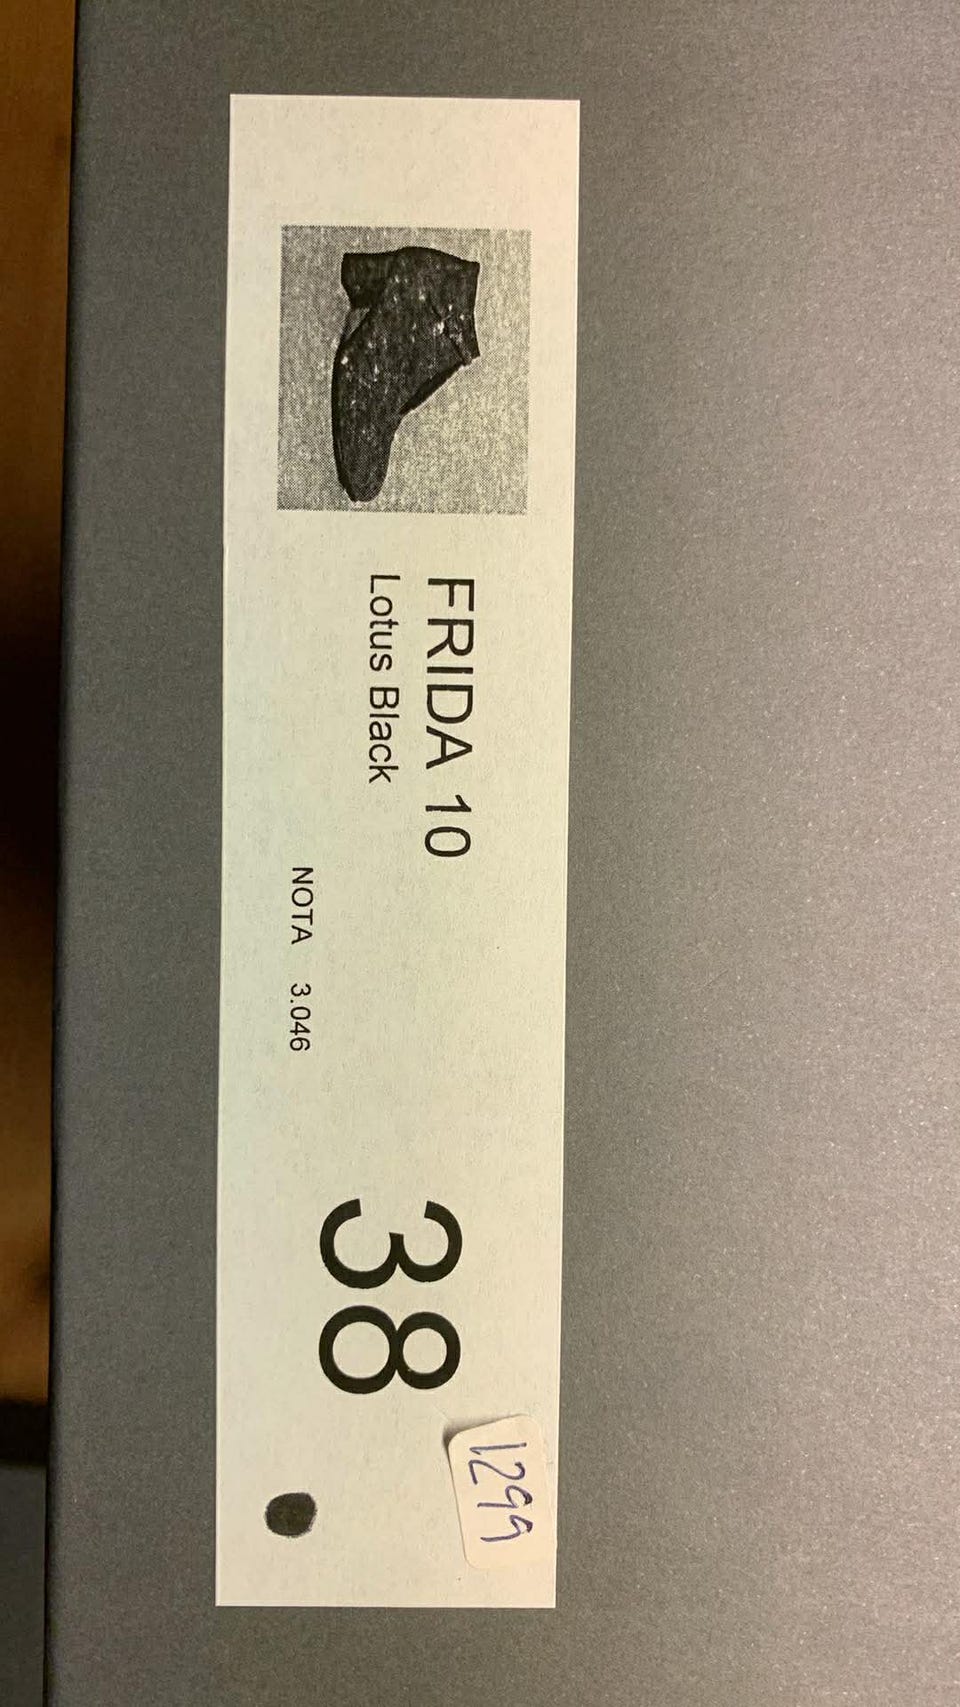 FRIDA 10
Lotus Black
NOTA 3.046
38
1299